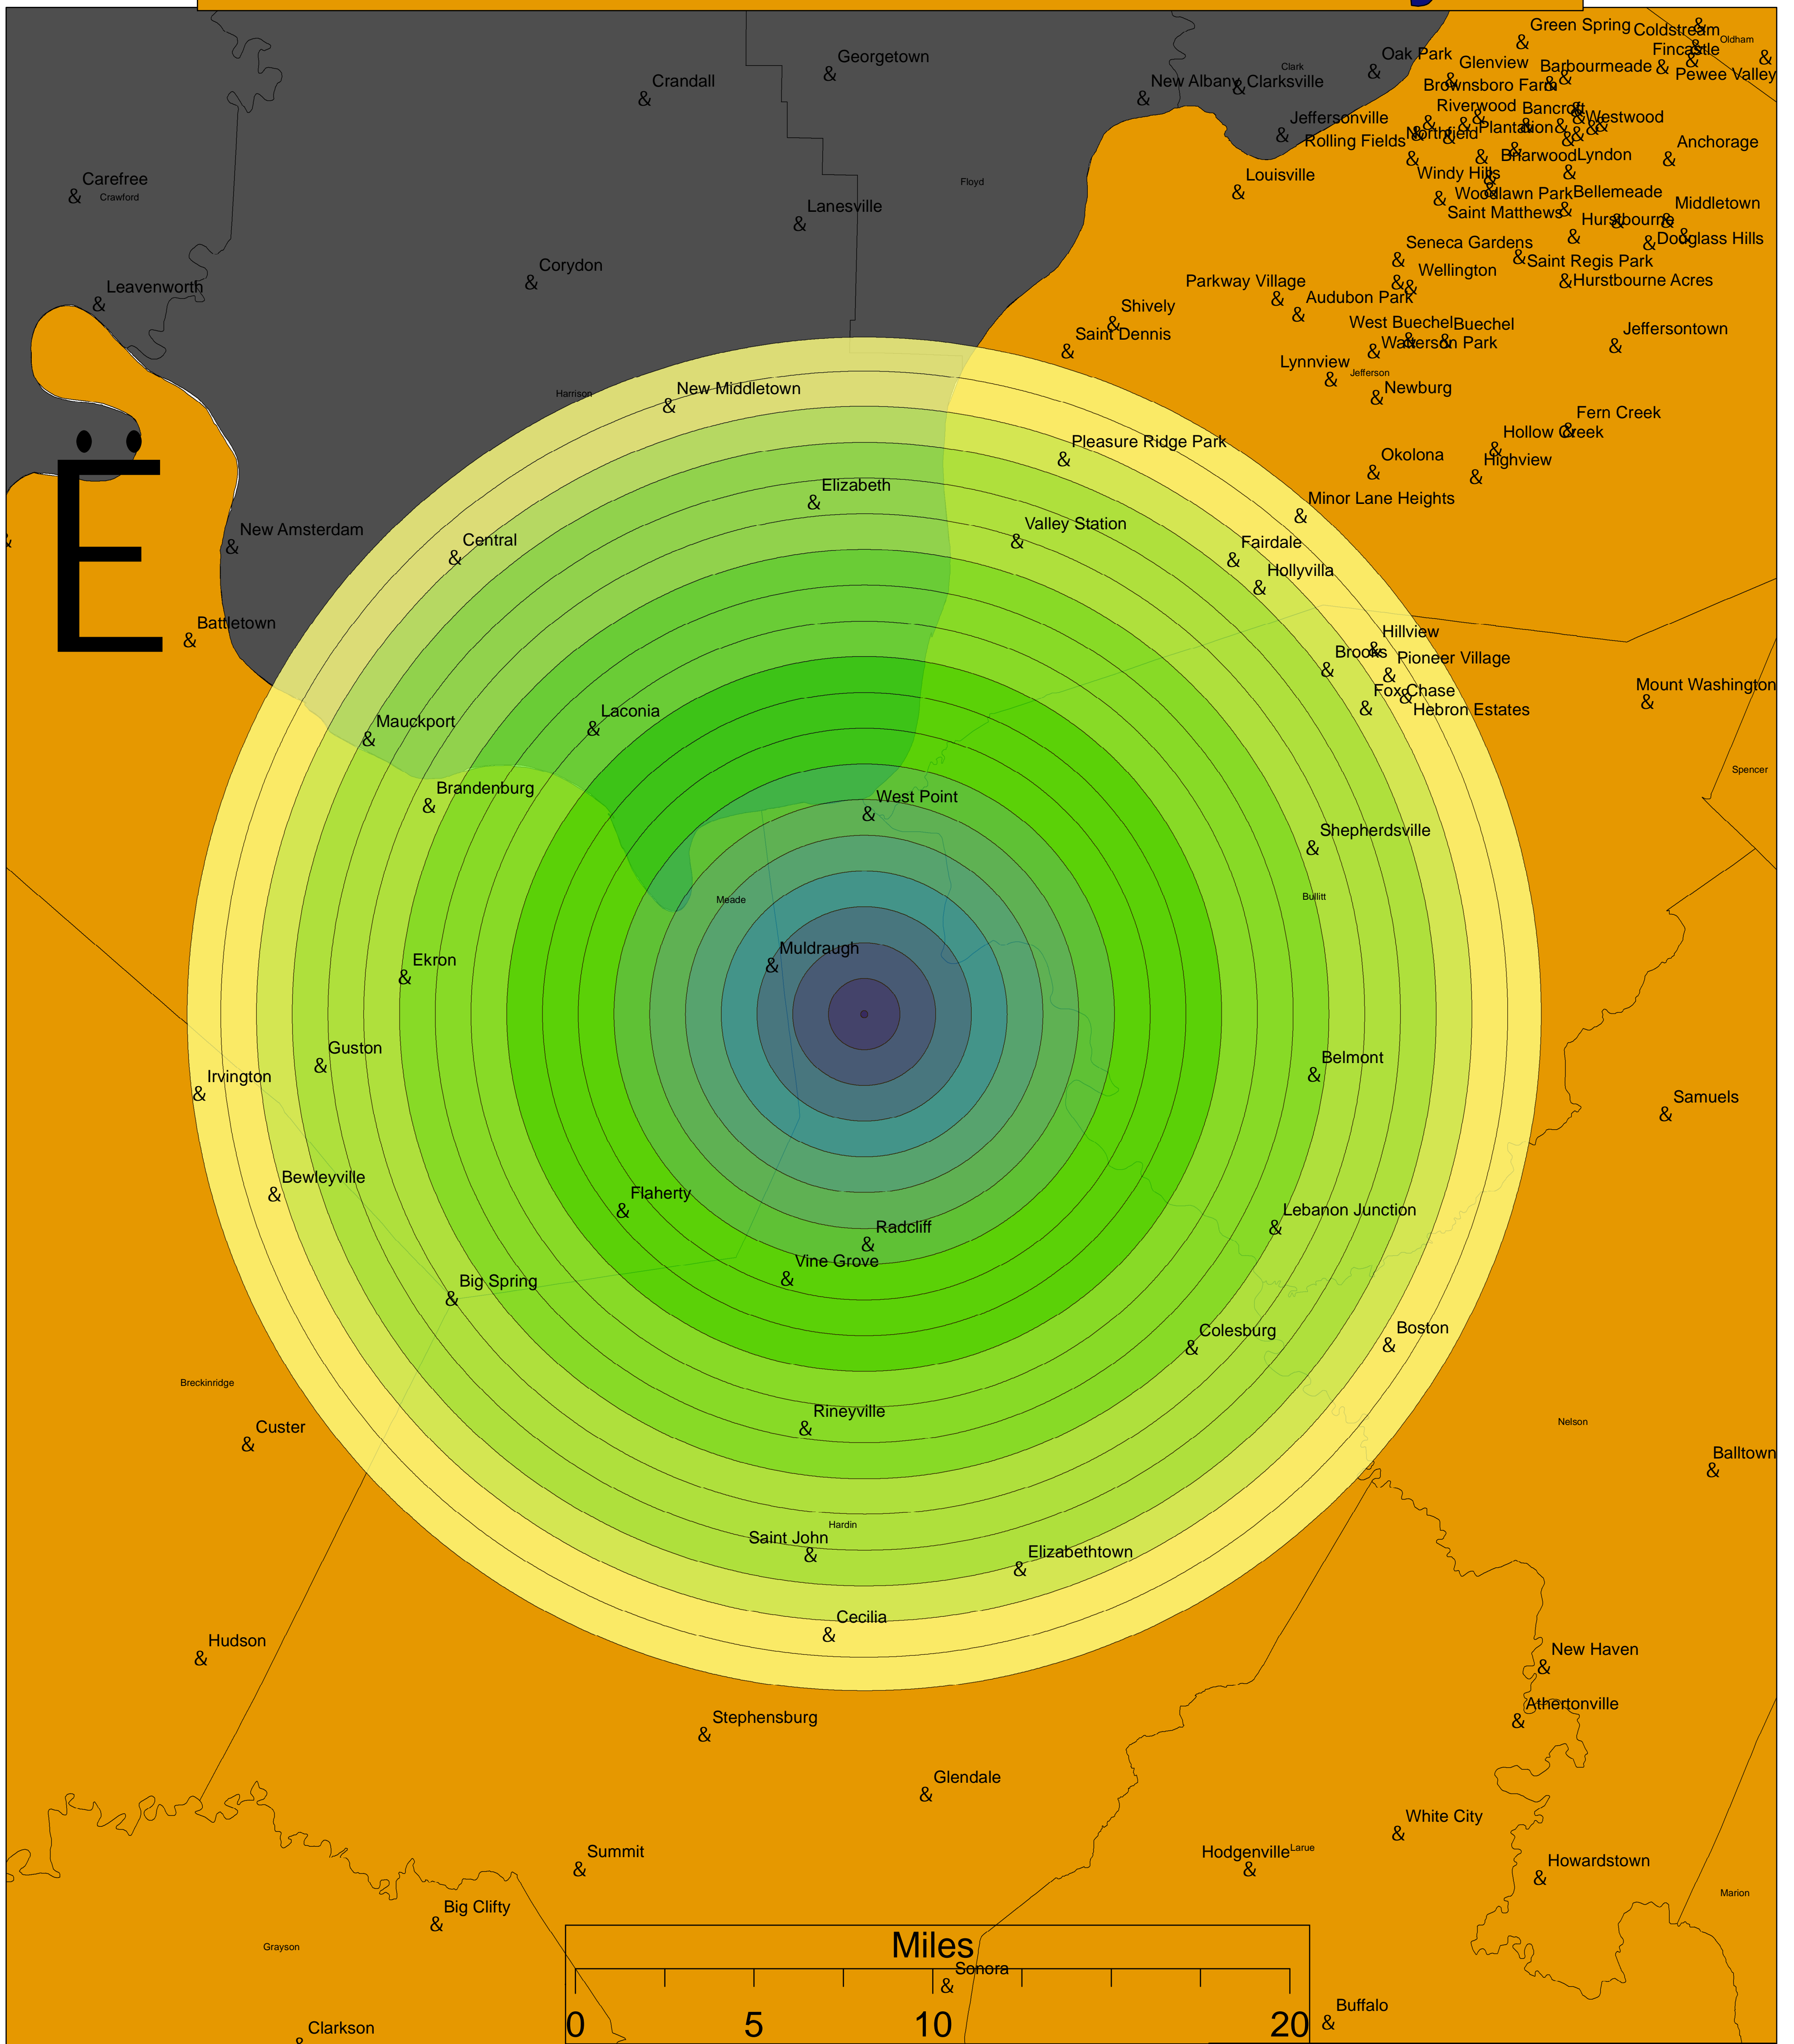 Green Spring
Coldstream
Oldham
Fincastle
Georgetown
Oak Park
Clark
Glenview
Barbourmeade
Pewee Valley
Crandall
New Albany
Clarksville
Brownsboro Farm
Riverwood
Bancroft
Westwood
Jeffersonville
Northfield
Plantation
Rolling Fields
Anchorage
Briarwood
Lyndon
Windy Hills
Louisville
Carefree
Crawford
Floyd
Woodlawn Park
Bellemeade
Lanesville
Saint Matthews
Middletown
Hurstbourne
Seneca Gardens
Douglass Hills
Corydon
Wellington
Saint Regis Park
Leavenworth
Parkway Village
Hurstbourne Acres
Audubon Park
Shively
West Buechel
Buechel
Jeffersontown
Saint Dennis
Watterson Park
Lynnview
Jefferson
Newburg
New Middletown
Harrison
Fern Creek
Hollow Creek
Pleasure Ridge Park
Okolona
Highview
E
Elizabeth
Minor Lane Heights
New Amsterdam
Valley Station
Central
Fairdale
Hollyvilla
Battletown
Hillview
Brooks
Pioneer Village
Mount Washington
Fox Chase
Hebron Estates
Laconia
Mauckport
Spencer
Brandenburg
West Point
Shepherdsville
Meade
Bullitt
Muldraugh
Ekron
Guston
Belmont
Irvington
Samuels
Bewleyville
Flaherty
Lebanon Junction
Radcliff
Vine Grove
Big Spring
Colesburg
Boston
Breckinridge
Rineyville
Nelson
Custer
Balltown
Hardin
Saint John
Elizabethtown
Cecilia
Hudson
New Haven
Athertonville
Stephensburg
Glendale
White City
Summit
Hodgenville
Larue
Howardstown
Marion
Big Clifty
Grayson
Miles
Sonora
0 5 10 20
Buffalo
Clarkson